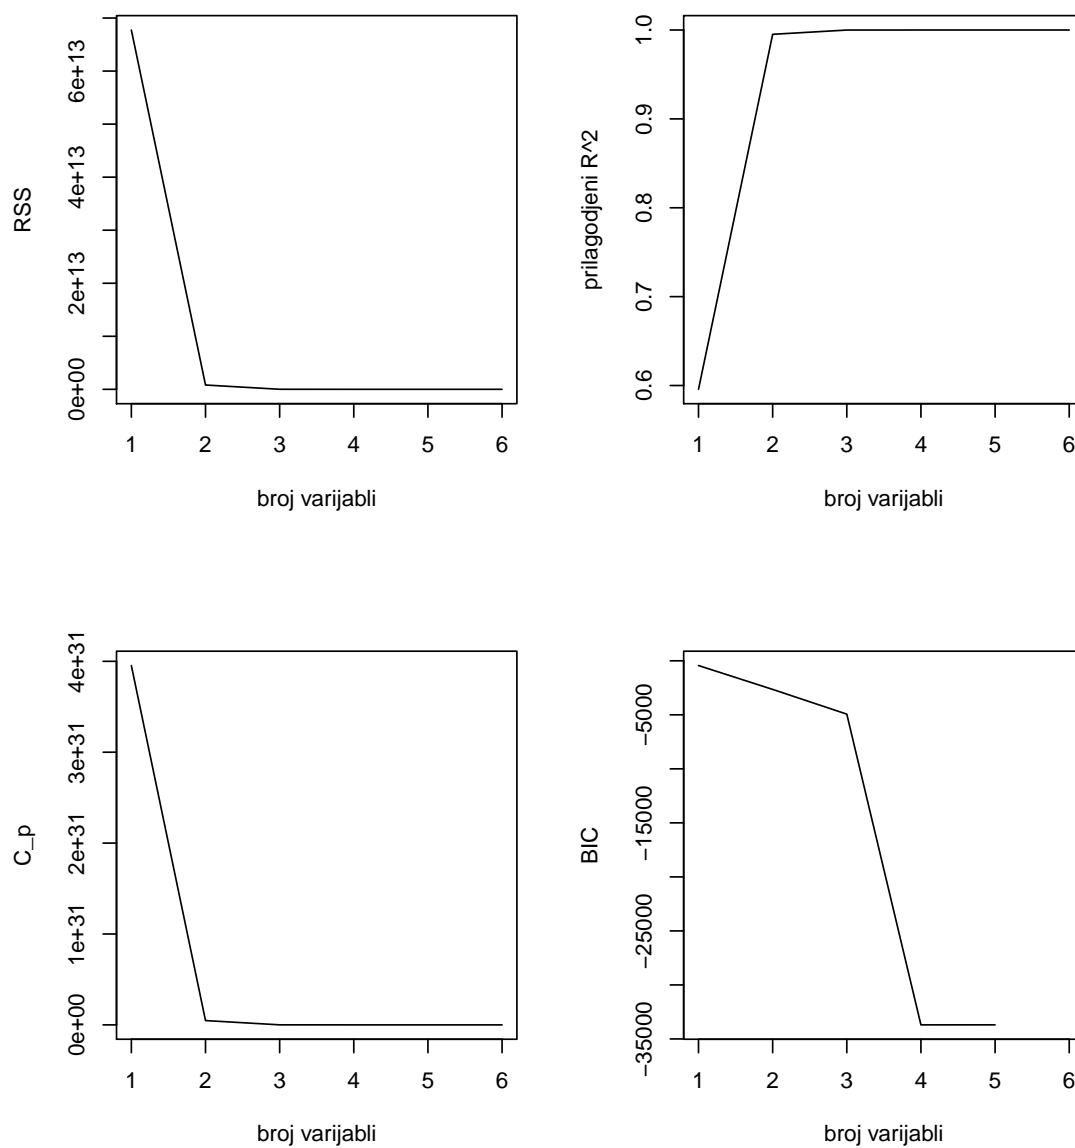 RSS
6e+13
4e+13
2e+13
0e+00
1 2 3 4 5 6
broj varijabli
prilagodjeni R^2
1.0
0.9
0.8
0.7
0.6
1 2 3 4 5 6
broj varijabli
C_p
4e+31
3e+31
2e+31
1e+31
0e+00
1 2 3 4 5 6
broj varijabli
BIC
−5000
−15000
−25000
−35000
1 2 3 4 5 6
broj varijabli